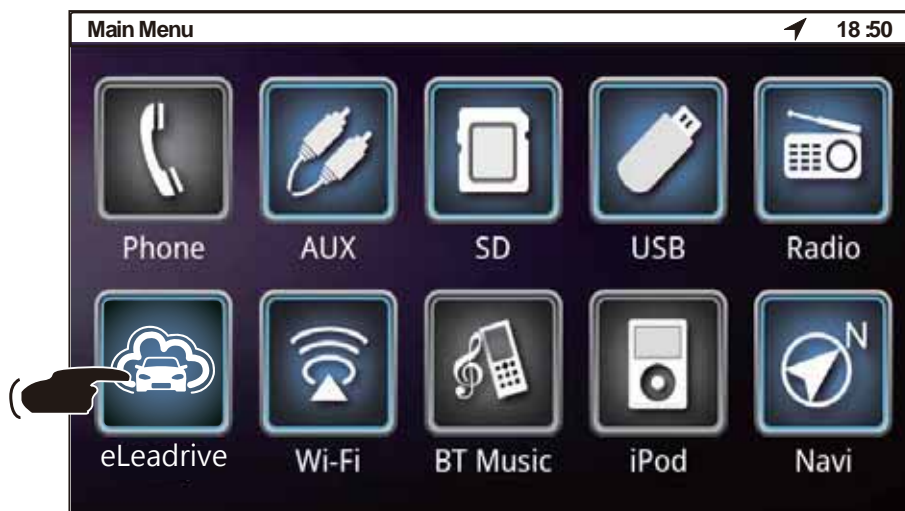 Main Menu 18:50
Phone AUX SD USB Radio
N
eLeadrive Wi-Fi BT Music iPod Navi